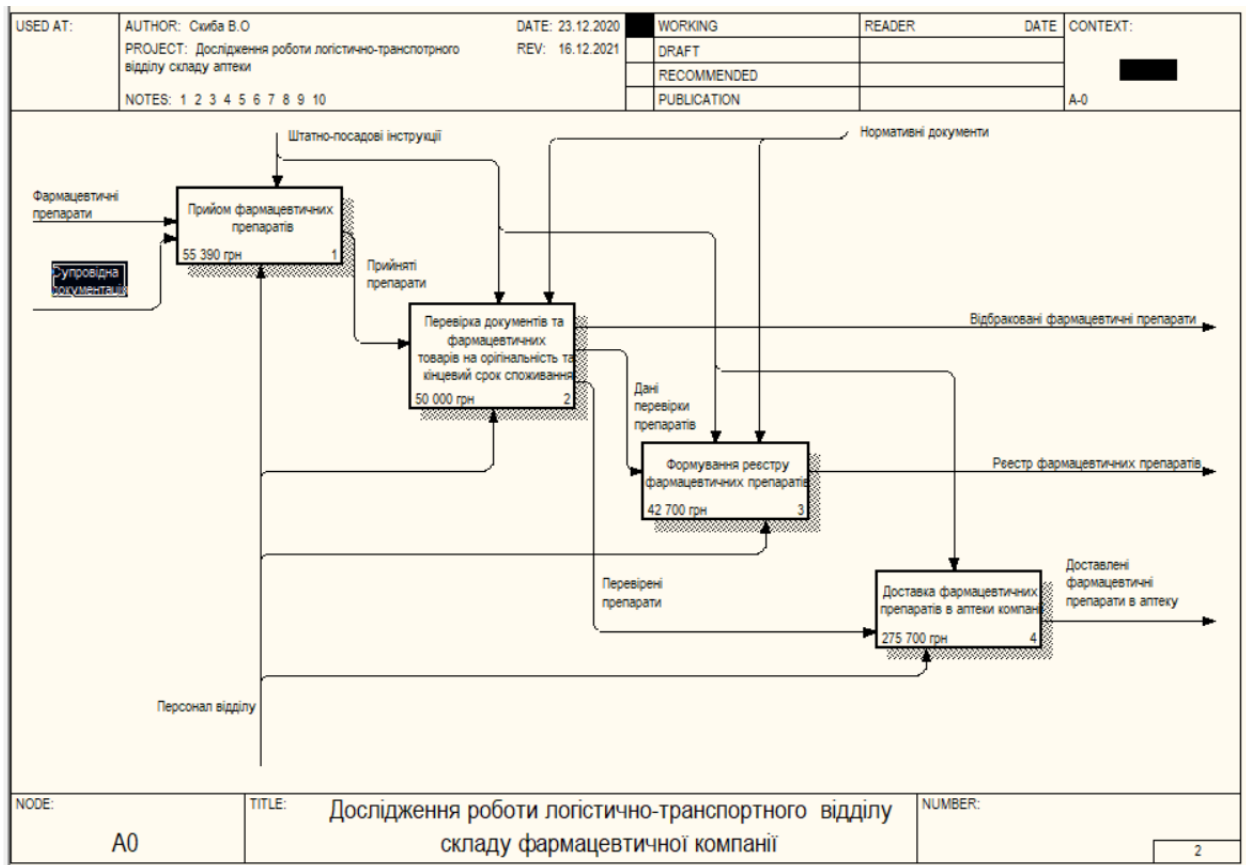 USED AT:
AUTHOR: Скиба В.О
DATE: 23.12.2020
PROJECT: Дослідження роботи логістично-транспотрного
відділу складу аптеки
REV: 16.12.2021
NOTES: 1 2 3 4 5 6 7 8 9 10
WORKING
DRAFT
RECOMMENDED
PUBLICATION
READER
DATE
CONTEXT:
A-0
Штатно-посадові інструкції
Нормативні документи
Фармацевтичні
препарати
Прийом фармацевтичних
препаратів
55 390 грн
1
Супровідна
документація
Прийняті
препарати
Перевірка документів та
фармацевтичних
товарів на орігінальність та
кінцевий срок споживання
50 000 грн
2
Відбраковані фармацевтичні препарати
Дані
перевірки
препаратів
Формування реєстру
фармацевтичних препаратів
42 700 грн
3
Рєєстр фармацевтичних препаратів
Перевірені
препарати
Доставка фармацевтичних
препаратів в аптеки компан
275 700 грн
4
Доставлені
фармацевтичні
препарати в аптеку
Персонал відділу
NODE:
A0
TITLE:
Дослідження роботи логістично-транспортного відділу
складу фармацевтичної компанії
NUMBER:
2